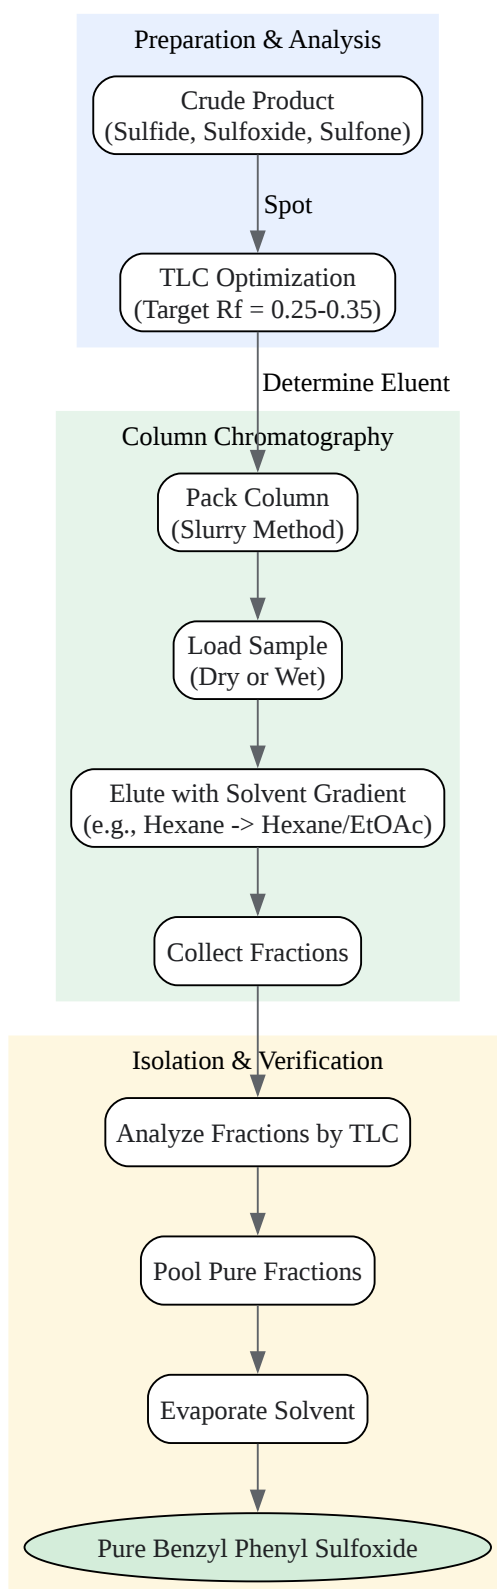 Preparation & Analysis
Crude Product
(Sulfide, Sulfoxide, Sulfone)
Spot
TLC Optimization
(Target Rf = 0.25-0.35)
Determine Eluent
Column Chromatography
Pack Column
(Slurry Method)
Load Sample
(Dry or Wet)
Elute with Solvent Gradient
(e.g., Hexane -> Hexane/EtOAc)
Collect Fractions
Isolation & Verification
Analyze Fractions by TLC
Pool Pure Fractions
Evaporate Solvent
Pure Benzyl Phenyl Sulfoxide